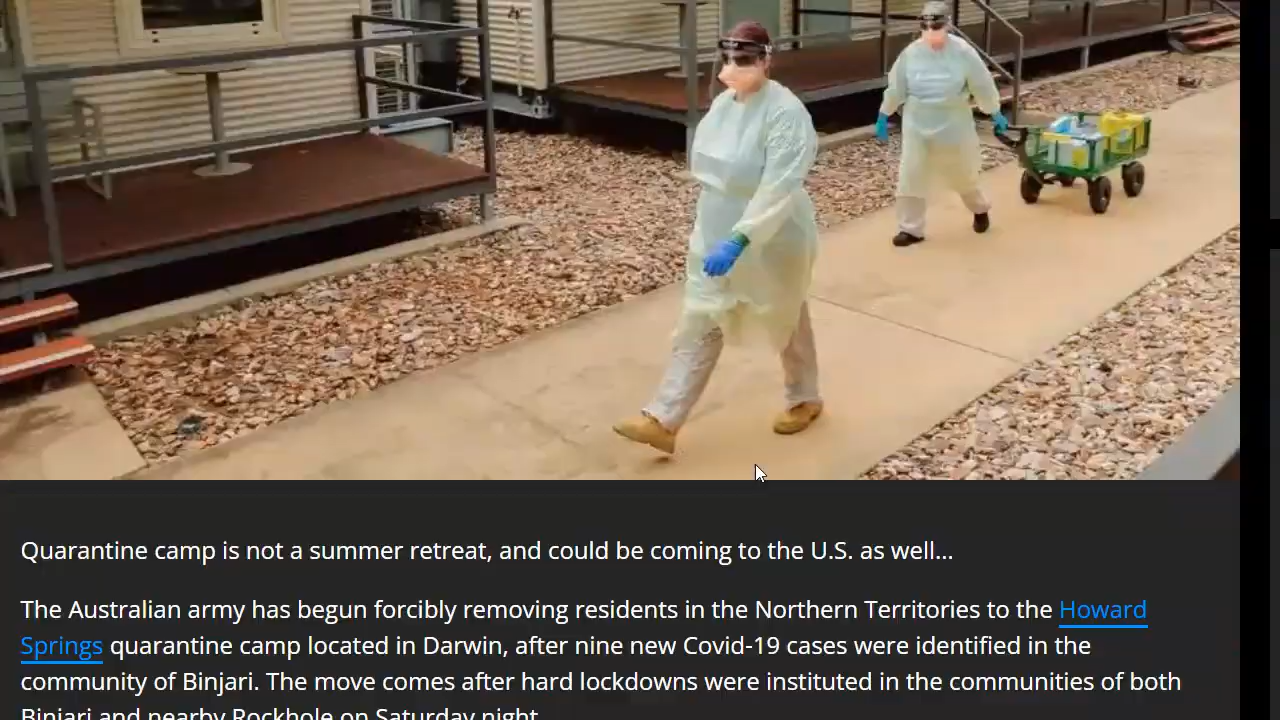 Quarantine camp is not a summer retreat, and could be coming to the U.S. as well...
The Australian army has begun forcibly removing residents in the Northern Territories to the Howard
Springs quarantine camp located in Darwin, after nine new Covid-19 cases were identified in the
community of Binjari. The move comes after hard lockdowns were instituted in the communities of both
Binjari and nearby Rockhole on Saturday night.